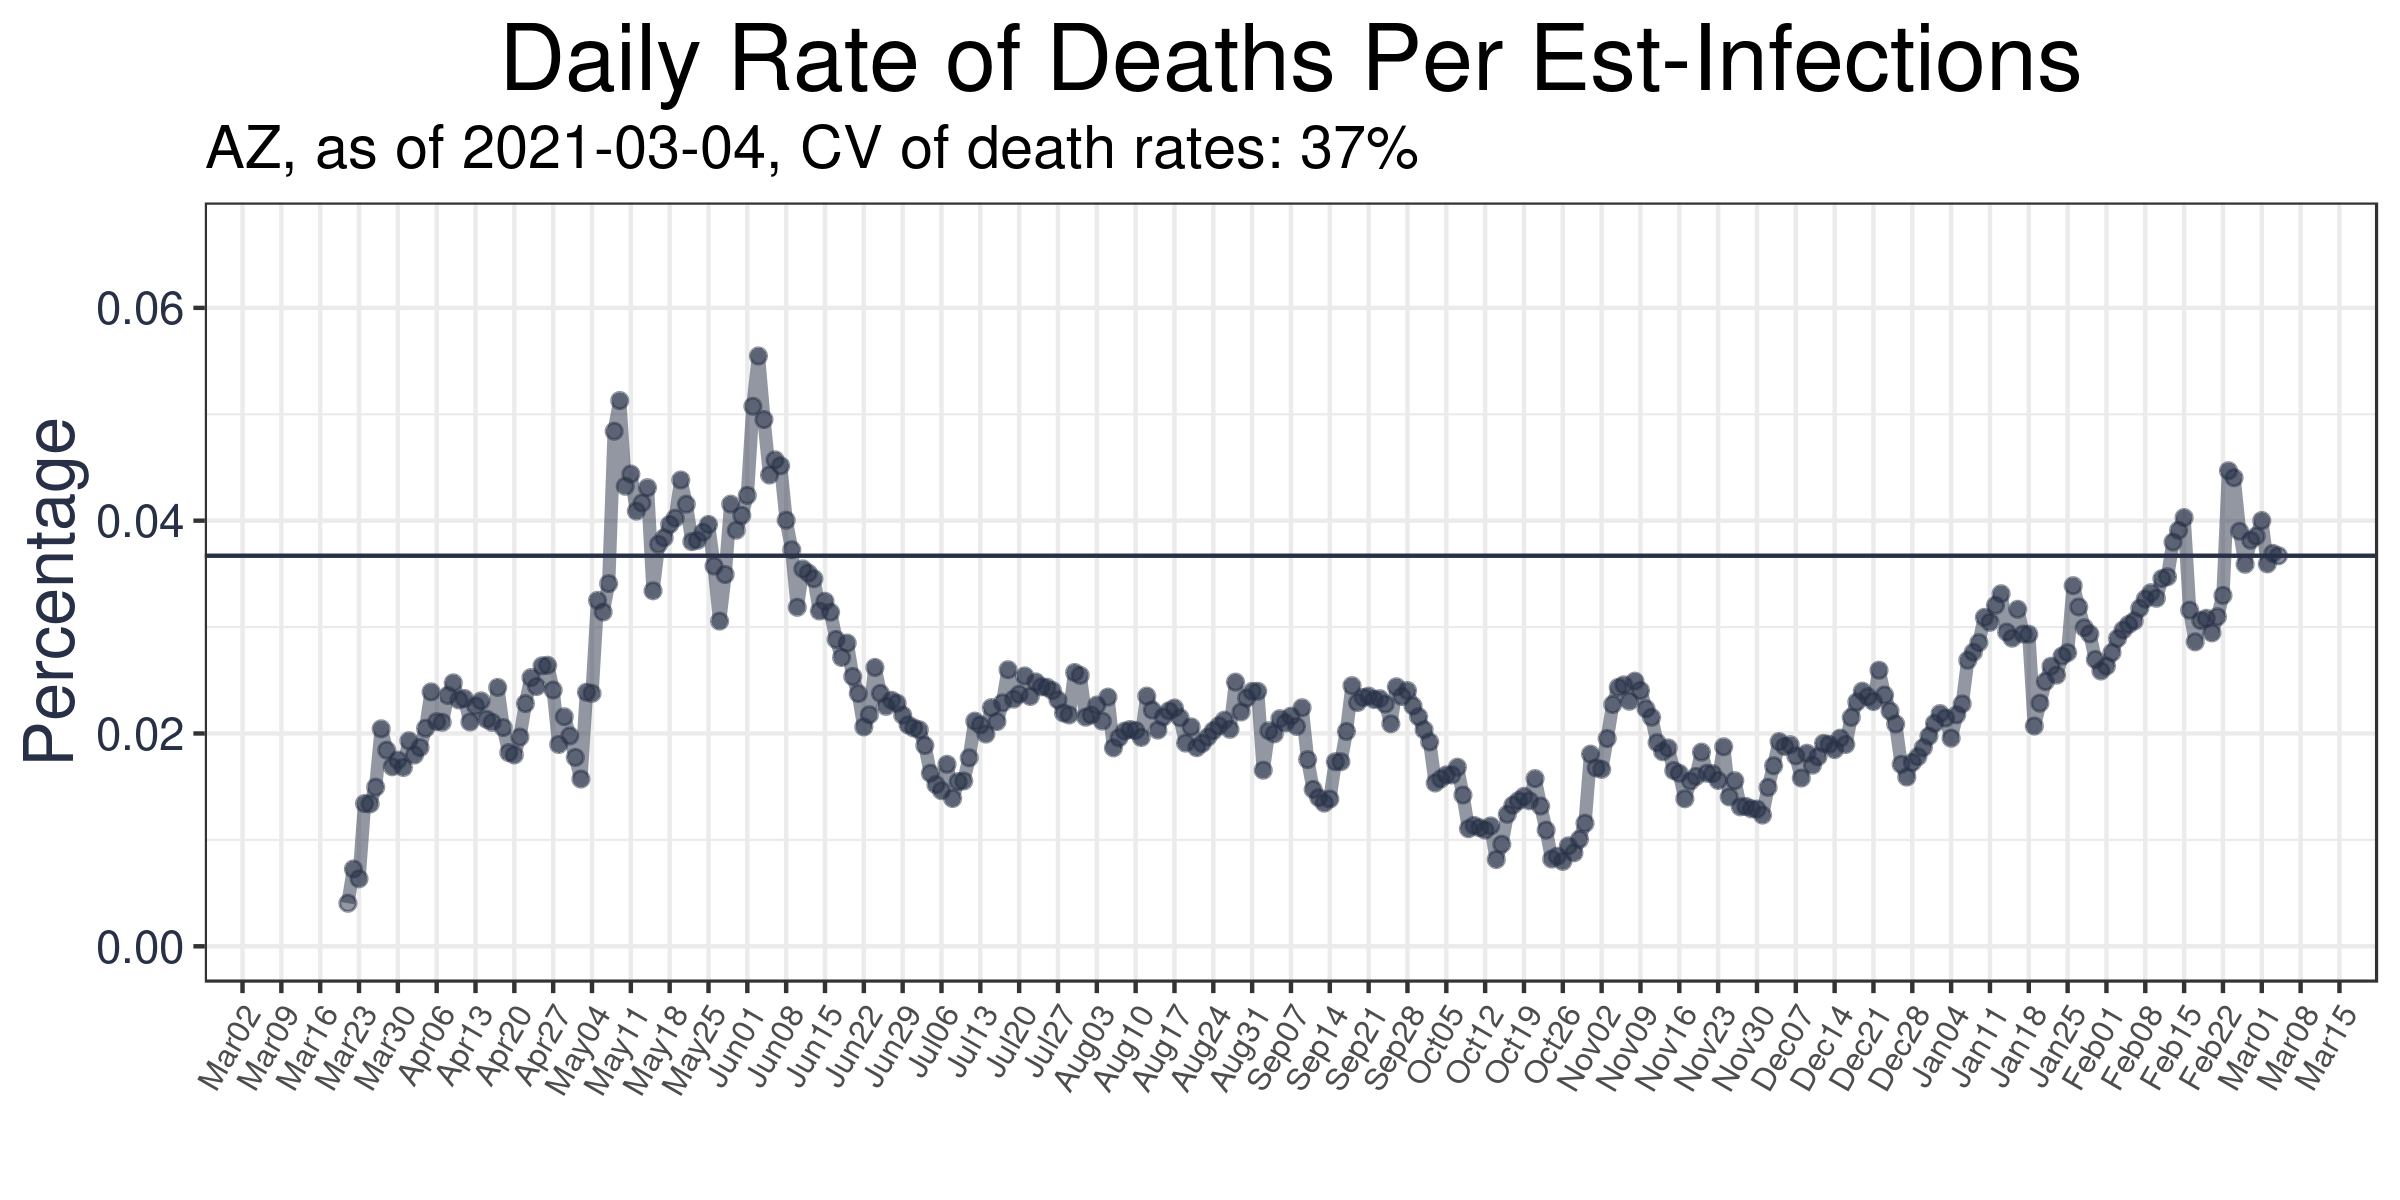 Daily Rate of Deaths Per Est-Infections
AZ, as of 2021-03-04, CV of death rates: 37%
Percentage
0.06
0.04
0.02
0.00
Mar02
Mar09
Mar16
Mar23
Mar30
Apr06
Apr13
Apr20
Apr27
May04
May11
May18
May25
Jun01
Jun08
Jun15
Jun22
Jun29
Jul06
Jul13
Jul20
Jul27
Aug03
Aug10
Aug17
Aug24
Aug31
Sep07
Sep14
Sep21
Sep28
Oct05
Oct12
Oct19
Oct26
Nov02
Nov09
Nov16
Nov23
Nov30
Dec07
Dec14
Dec21
Dec28
Jan04
Jan11
Jan18
Jan25
Feb01
Feb08
Feb15
Feb22
Mar01
Mar08
Mar15